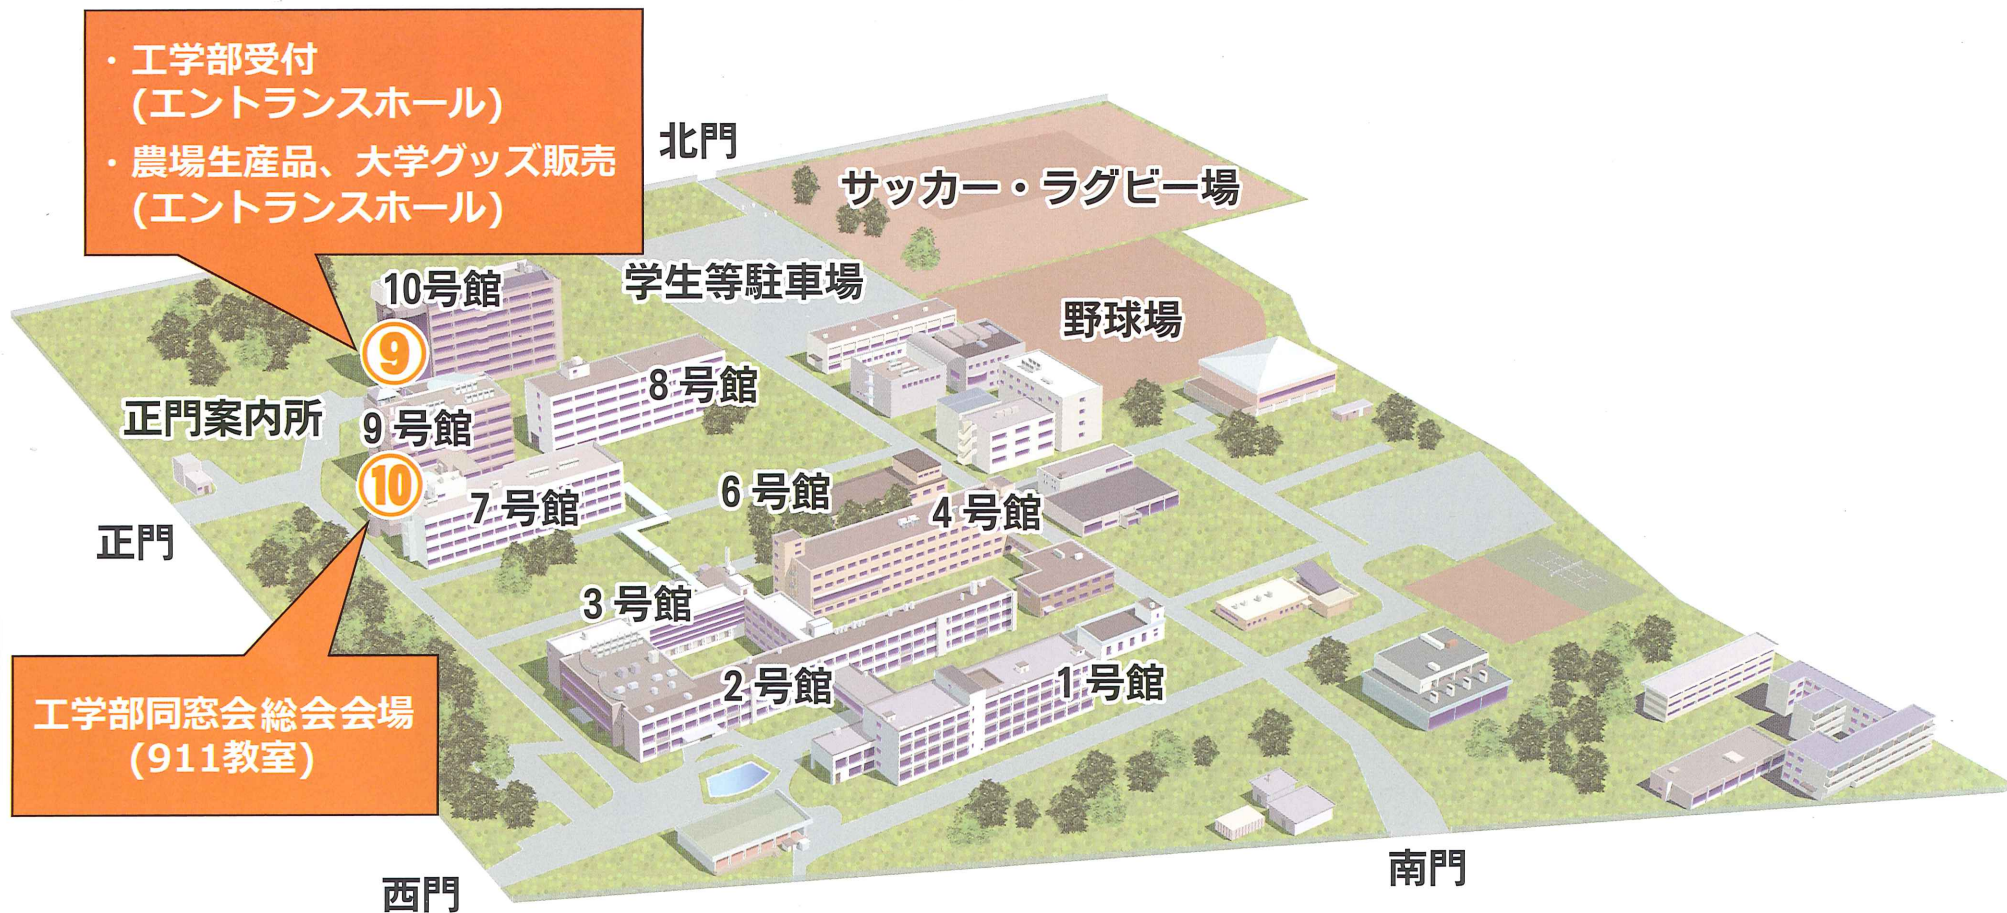 ・工学部受付
(エントランスホール)
・農場生産品、大学グッズ販売
(エントランスホール)
北門
サッカー・ラグビー場
10号館
学生等駐車場
野球場
⑨
8号館
正門案内所
9号館
⑩
7号館
6号館
4号館
正門
3号館
2号館
1号館
工学部同窓会総会会場
(911教室)
西門
南門